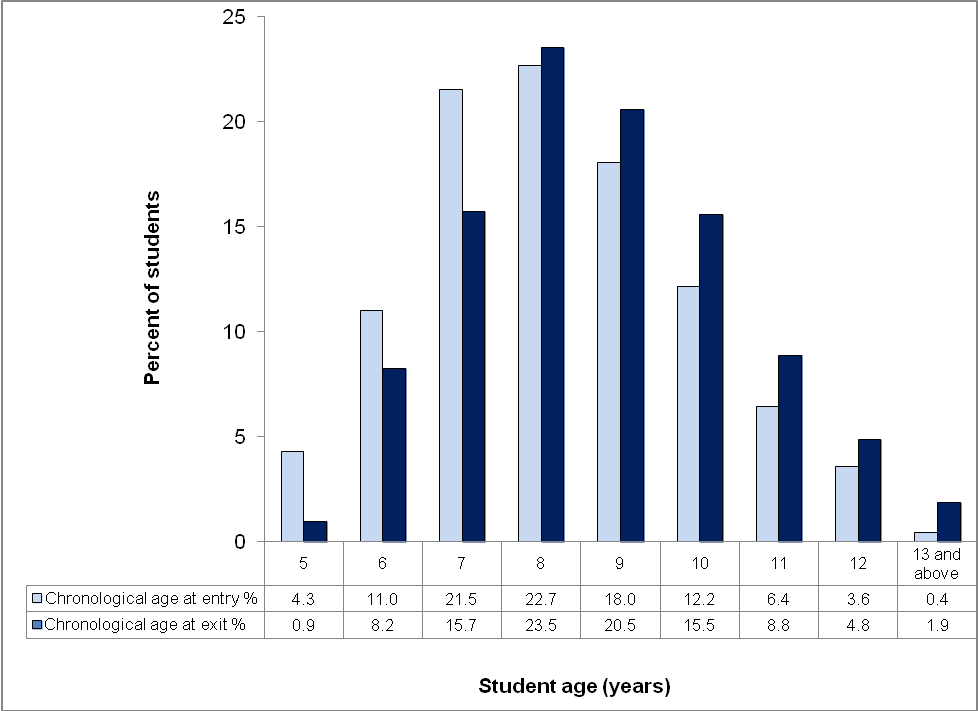 25
20
15
10
5
0
Percent of students
5 6 7 8 9 10 11 12 13 and
above
Chronological age at entry % 4.3 11.0 21.5 22.7 18.0 12.2 6.4 3.6 0.4
Chronological age at exit % 0.9 8.2 15.7 23.5 20.5 15.5 8.8 4.8 1.9
Student age (years)